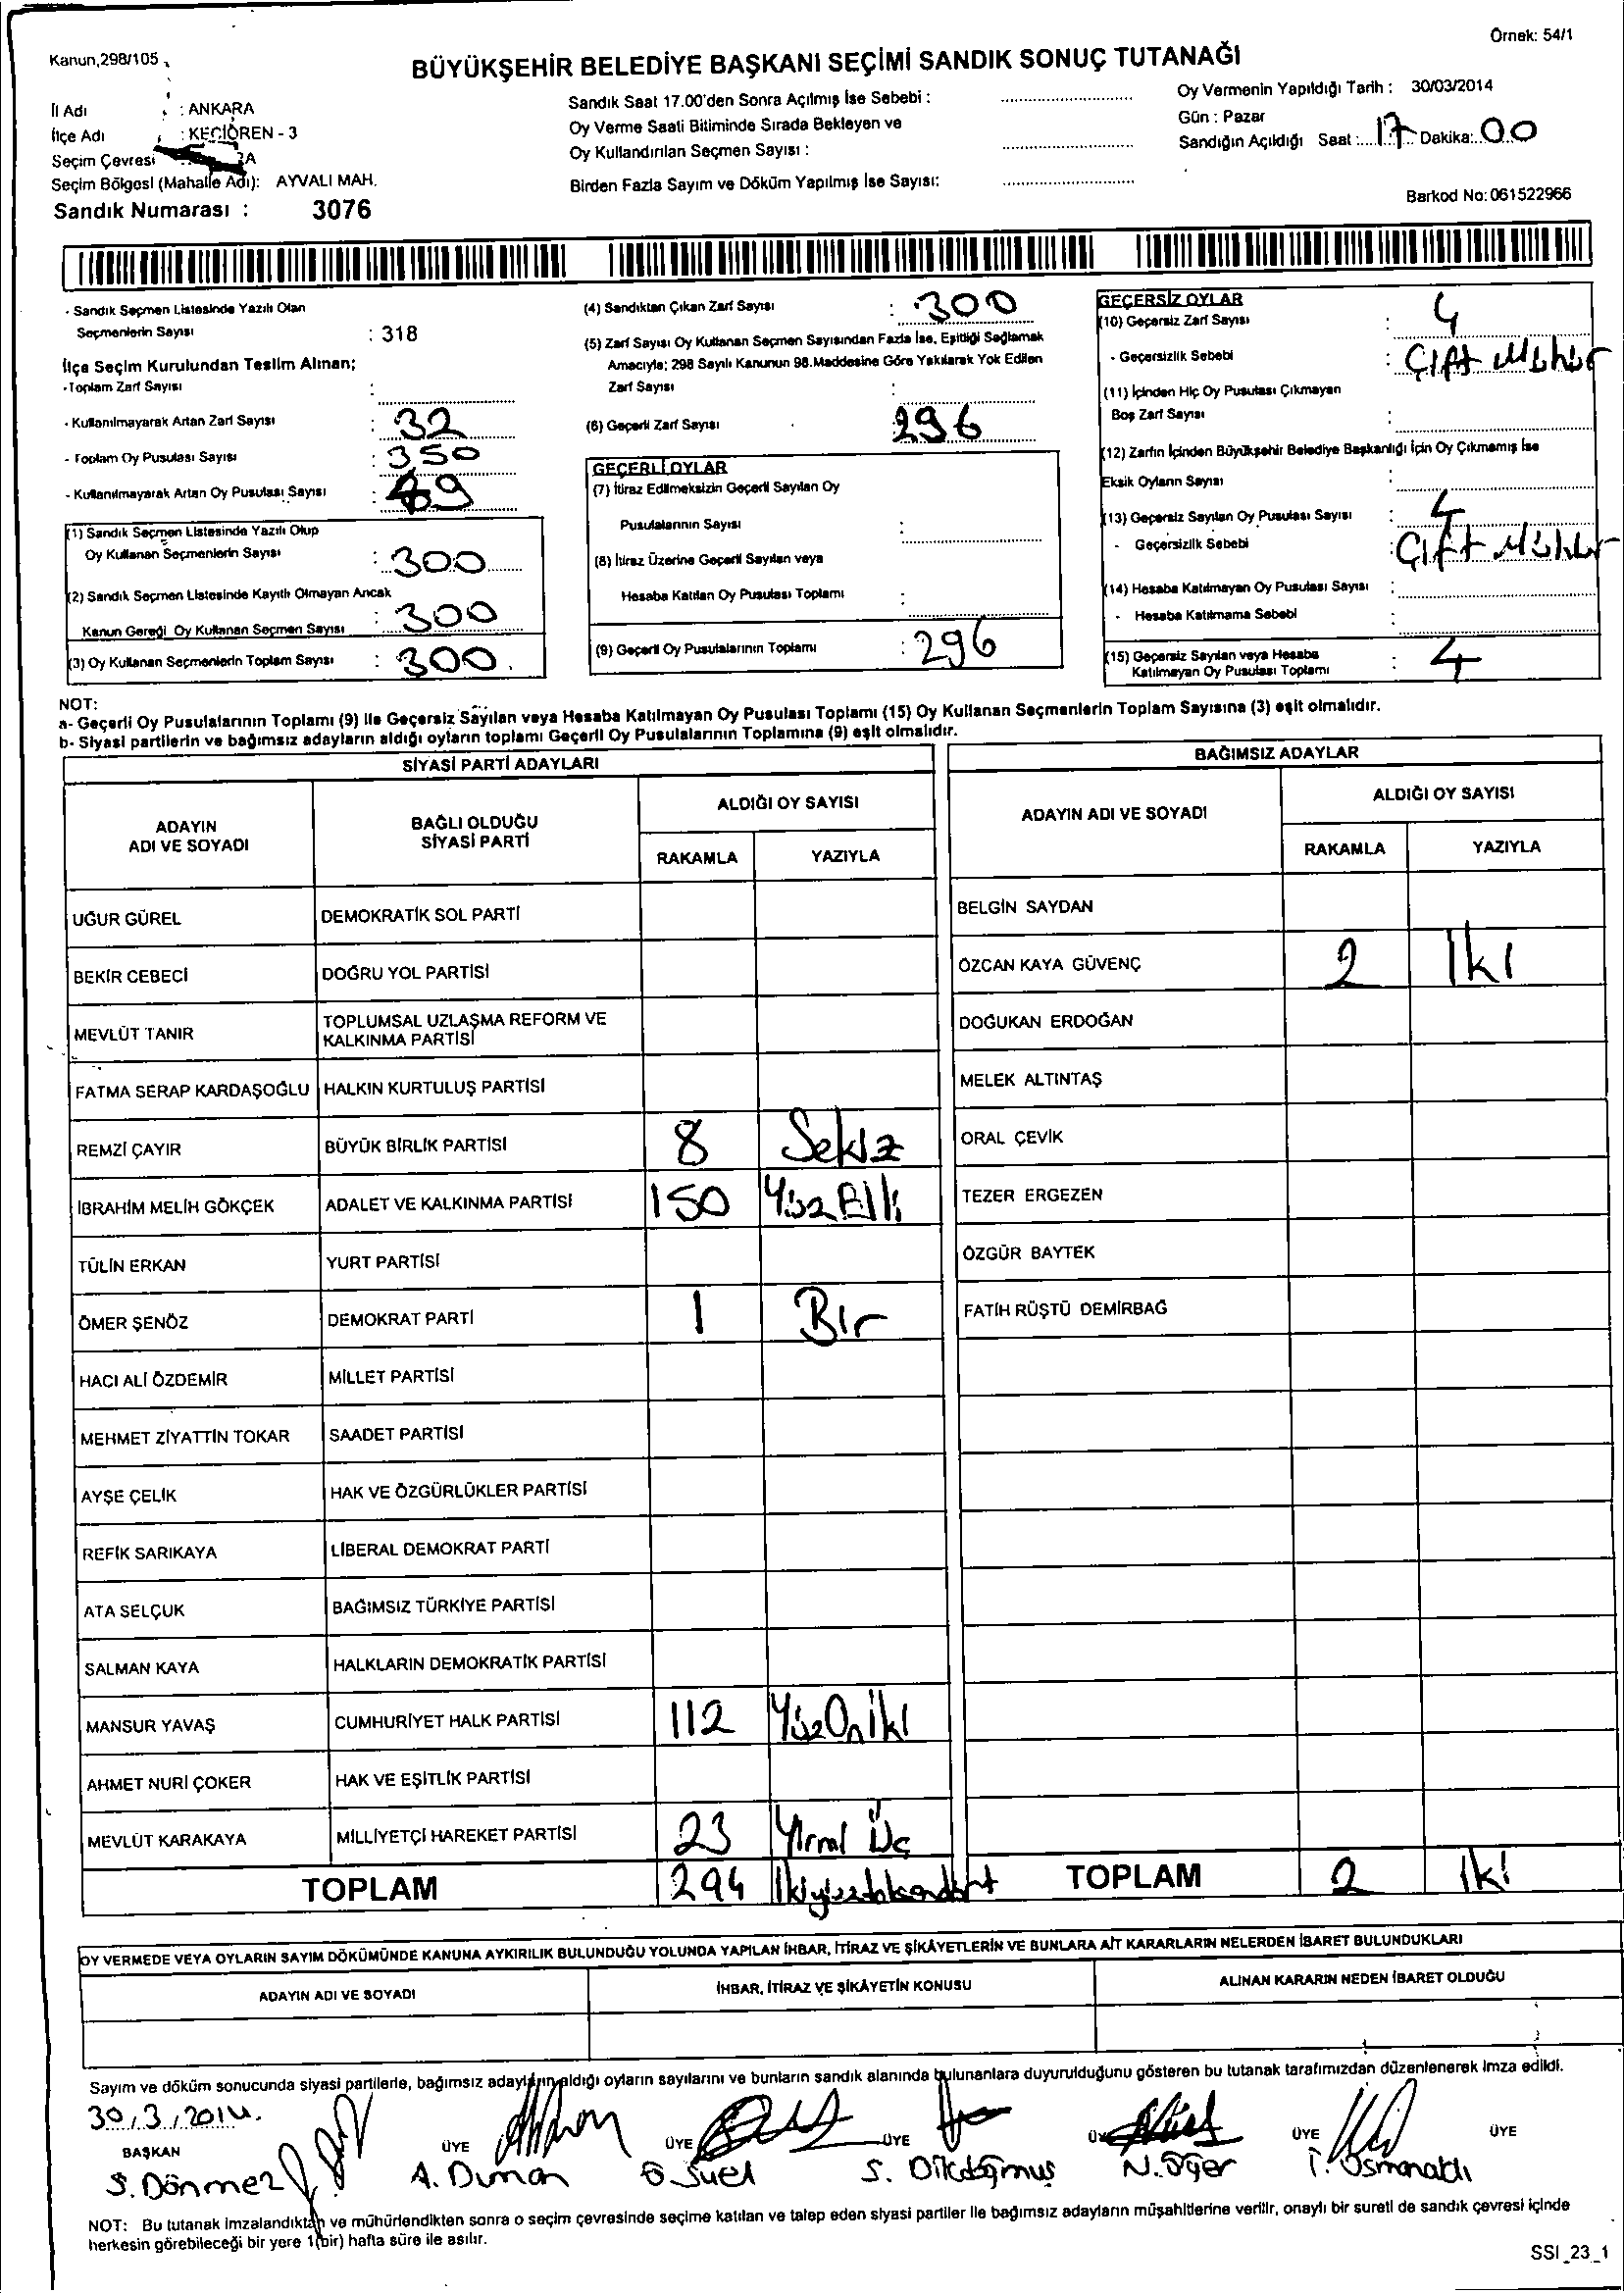 Örnek: 54/1
Kanun,298/105
BÜYÜKŞEHİR BELEDİYE BAŞKANI SEÇİMİ SANDIK SONUÇ TUTANAĞI
İl Adı : ANKARA
İlçe Adı : KEÇİÖREN - 3
Seçim Çevresi
Seçim Bölgesi (Mahalle Adı): AYVALI MAH.
Sandık Numarası : 3076
Sandık Saat 17.00'den Sonra Açılmış İse Sebebi :
Oy Verme Saati Bitiminde Sırada Bekleyen ve
Oy Kullandırılan Seçmen Sayısı :
Birden Fazla Sayım ve Döküm Yapılmış İse Sayısı:
Oy Vermenin Yapıldığı Tarih : 30/03/2014
Gün : Pazar
Sandığın Açıldığı Saat:....17... Dakika:..00
Barkod No:061522966
- Sandık Seçmen Listesinde Yazılı Olan
Seçmenlerin Sayısı : 318
İlçe Seçim Kurulundan Teslim Alınan;
-Toplam Zarf Sayısı :
- Kullanılmayarak Artan Zarf Sayısı : 32
- Toplam Oy Pusulası Sayısı : 350
- Kullanılmayarak Artan Oy Pusulası Sayısı : 49
(1) Sandık Seçmen Listesinde Yazılı Olup
Oy Kullanan Seçmenlerin Sayısı : 300
(2) Sandık Seçmen Listesinde Kayıtlı Olmayan Ancak
Kanun Gereği Oy Kullanan Seçmen Sayısı : 300
(3) Oy Kullanan Seçmenlerin Toplam Sayısı : 300
(4) Sandıktan Çıkan Zarf Sayısı : 300
(5) Zarf Sayısı Oy Kullanan Seçmen Sayısından Fazla İse, Eşitliği Sağlamak
Amacıyla; 298 Sayılı Kanunun 98.Maddesine Göre Yakılarak Yok Edilen
Zarf Sayısı :
(6) Geçerli Zarf Sayısı : 296
GEÇERLİ OYLAR
(7) İtiraz Edilmeksizin Geçerli Sayılan Oy
Pusulalarının Sayısı :
(8) İtiraz Üzerine Geçerli Sayılan veya
Hesaba Katılan Oy Pusulası Toplamı :
(9) Geçerli Oy Pusulalarının Toplamı : 296
GEÇERSİZ OYLAR
(10) Geçersiz Zarf Sayısı : 4
- Geçersizlik Sebebi : Çift Mühür
(11) İçinden Hiç Oy Pusulası Çıkmayan
Boş Zarf Sayısı :
(12) Zarfın İçinden Büyükşehir Belediye Başkanlığı İçin Oy Çıkmamış İse
Eksik Oyların Sayısı :
(13) Geçersiz Sayılan Oy Pusulası Sayısı : 4
- Geçersizlik Sebebi : Çift Mühür
(14) Hesaba Katılmayan Oy Pusulası Sayısı :
- Hesaba Katılmama Sebebi :
(15) Geçersiz Sayılan veya Hesaba
Katılmayan Oy Pusulası Toplamı : 4
NOT:
a- Geçerli Oy Pusulalarının Toplamı (9) ile Geçersiz Sayılan veya Hesaba Katılmayan Oy Pusulası Toplamı (15) Oy Kullanan Seçmenlerin Toplam Sayısına (3) eşit olmalıdır.
b- Siyasi partilerin ve bağımsız adayların aldığı oyların toplamı Geçerli Oy Pusulalarının Toplamına (9) eşit olmalıdır.
SİYASİ PARTİ ADAYLARI
ADAYIN ADI VE SOYADI
BAĞLI OLDUĞU SİYASİ PARTİ
ALDIĞI OY SAYISI
RAKAMLA YAZIYLA
UĞUR GÜREL DEMOKRATİK SOL PARTİ
BEKİR CEBECİ DOĞRU YOL PARTİSİ
MEVLÜT TANIR TOPLUMSAL UZLAŞMA REFORM VE
KALKINMA PARTİSİ
FATMA SERAP KARDAŞOĞLU HALKIN KURTULUŞ PARTİSİ
REMZİ ÇAYIR BÜYÜK BİRLİK PARTİSİ 8 Sekiz
İBRAHİM MELİH GÖKÇEK ADALET VE KALKINMA PARTİSİ 150 Yüz Elli
TÜLİN ERKAN YURT PARTİSİ
ÖMER ŞENÖZ DEMOKRAT PARTİ 1 Bir
HACI ALİ ÖZDEMİR MİLLET PARTİSİ
MEHMET ZİYATTİN TOKAR SAADET PARTİSİ
AYŞE ÇELİK HAK VE ÖZGÜRLÜKLER PARTİSİ
REFİK SARIKAYA LİBERAL DEMOKRAT PARTİ
ATA SELÇUK BAĞIMSIZ TÜRKİYE PARTİSİ
SALMAN KAYA HALKLARIN DEMOKRATİK PARTİSİ
MANSUR YAVAŞ CUMHURİYET HALK PARTİSİ 112 Yüz On İki
AHMET NURİ ÇOKER HAK VE EŞİTLİK PARTİSİ
MEVLÜT KARAKAYA MİLLİYETÇİ HAREKET PARTİSİ 23 Yirmi Üç
TOPLAM 294 İkiyüzdoksandört
BAĞIMSIZ ADAYLAR
ADAYIN ADI VE SOYADI
ALDIĞI OY SAYISI
RAKAMLA YAZIYLA
BELGİN SAYDAN
ÖZCAN KAYA GÜVENÇ 2 İki
DOĞUKAN ERDOĞAN
MELEK ALTINTAŞ
ORAL ÇEVİK
TEZER ERGEZEN
ÖZGÜR BAYTEK
FATİH RÜŞTÜ DEMİRBAĞ
TOPLAM 2 İki
OY VERMEDE VEYA OYLARIN SAYIM DÖKÜMÜNDE KANUNA AYKIRILIK BULUNDUĞU YOLUNDA YAPILAN İHBAR, İTİRAZ VE ŞİKÂYETLERİN VE BUNLARA AİT KARARLARIN NELERDEN İBARET BULUNDUKLARI
ADAYIN ADI VE SOYADI İHBAR, İTİRAZ VE ŞİKÂYETİN KONUSU ALINAN KARARIN NEDEN İBARET OLDUĞU
Sayım ve döküm sonucunda siyasi partilerle, bağımsız adayların aldığı oyların sayılarını ve bunların sandık alanında bulunanlara duyurulduğunu gösteren bu tutanak tarafımızdan düzenlenerek imza edildi.
30/3/2014.
BAŞKAN ÜYE ÜYE ÜYE ÜYE ÜYE ÜYE
S. Dönmez A. Duman S. Dikdoğmuş T. Osmanatlı
NOT: Bu tutanak imzalandıktan ve mühürlendikten sonra o seçim çevresinde seçime katılan ve talep eden siyasi partiler ile bağımsız adayların müşahitlerine verilir, onaylı bir sureti de sandık çevresi içinde
herkesin görebileceği bir yere 1(bir) hafta süre ile asılır.
SSI_23_1